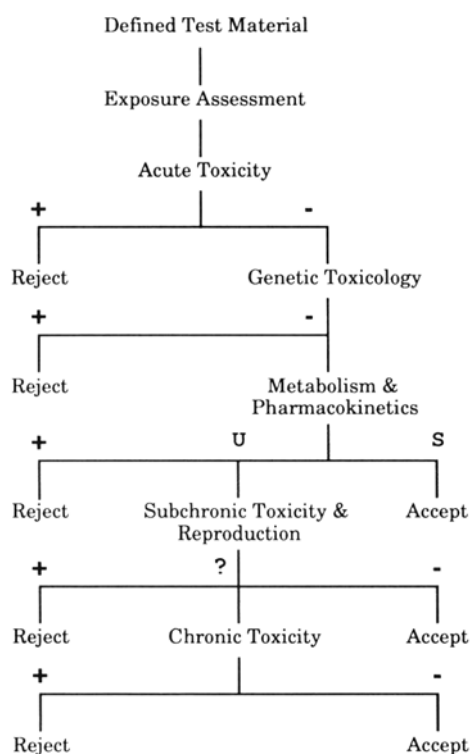 Defined Test Material
Exposure Assessment
Acute Toxicity
+ -
Reject Genetic Toxicology
+ -
Reject Metabolism &
Pharmacokinetics
+ U S
Reject Subchronic Toxicity & Accept
Reproduction
+ ? -
Reject Chronic Toxicity Accept
+ -
Reject Accept